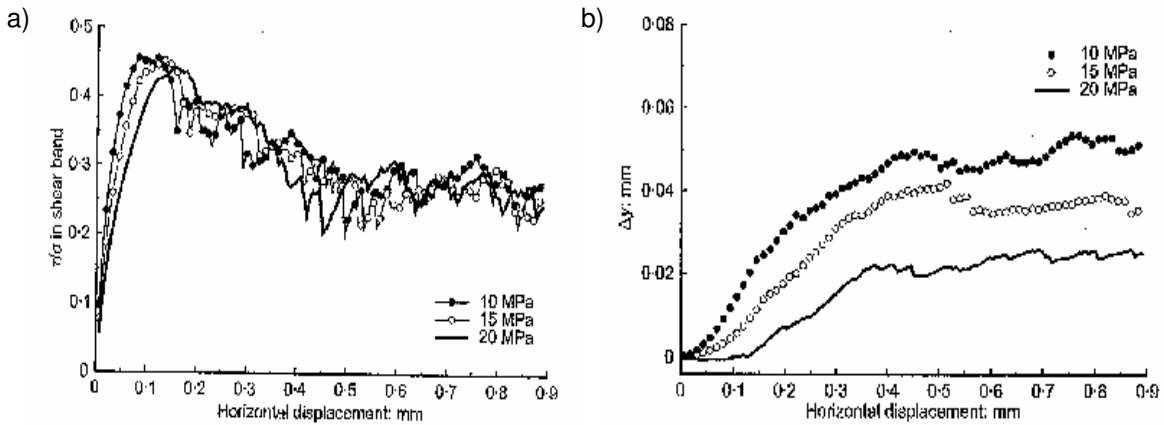 a)
0·5
0·4
0·3
0·2
0·1
0
τ/σ in shear band
10 MPa
15 MPa
20 MPa
0 0·1 0·2 0·3 0·4 0·5 0·6 0·7 0·8 0·9
Horizontal displacement: mm
b)
0·08
0·06
0·04
0·02
0
Δy: mm
10 MPa
15 MPa
20 MPa
0 0·1 0·2 0·3 0·4 0·5 0·6 0·7 0·8 0·9
Horizontal displacement: mm